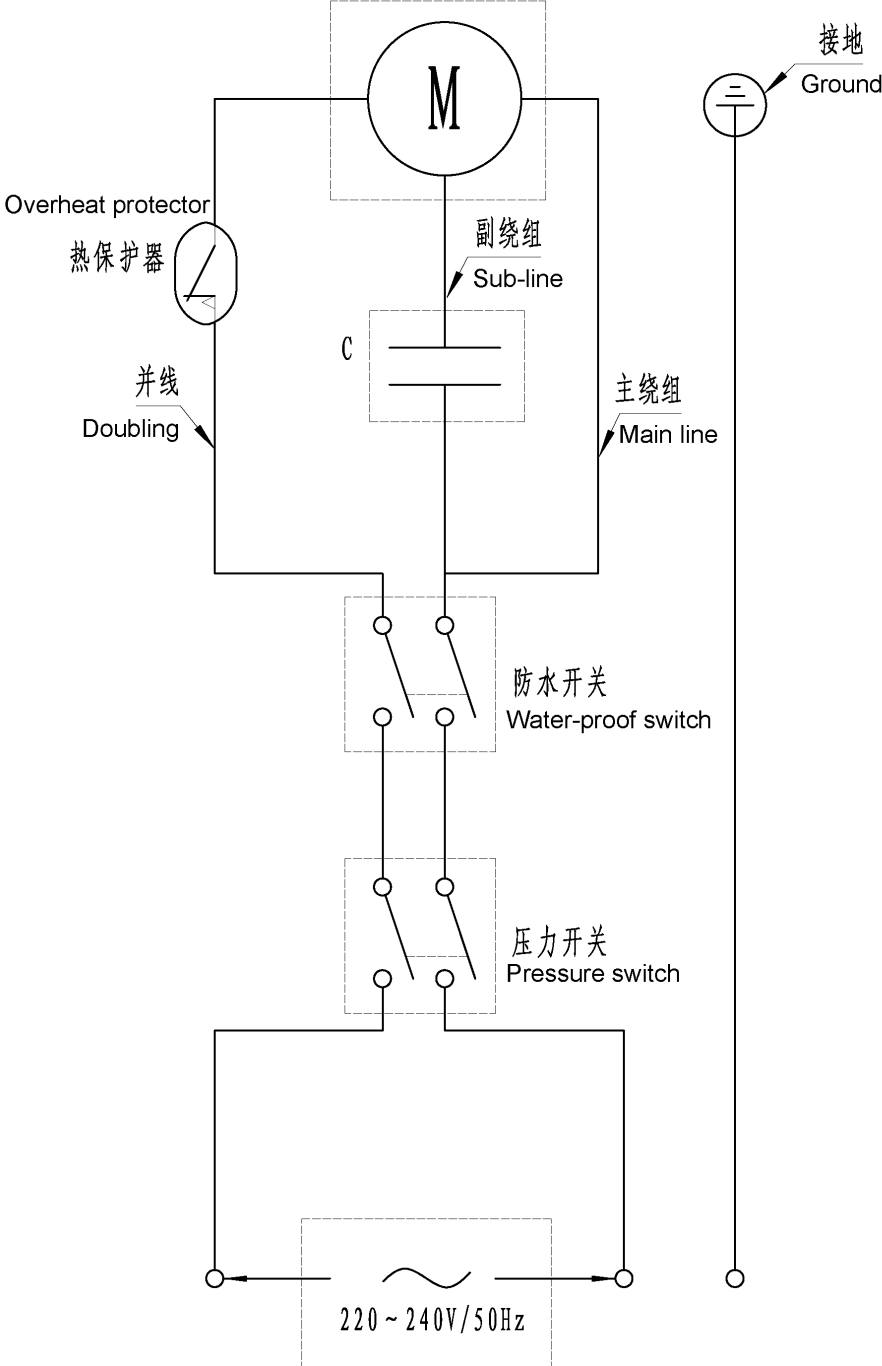 接地
Ground
M
Overheat protector
热保护器
副绕组
Sub-line
C
并线
Doubling
主绕组
Main line
防水开关
Water-proof switch
压力开关
Pressure switch
220~240V/50Hz